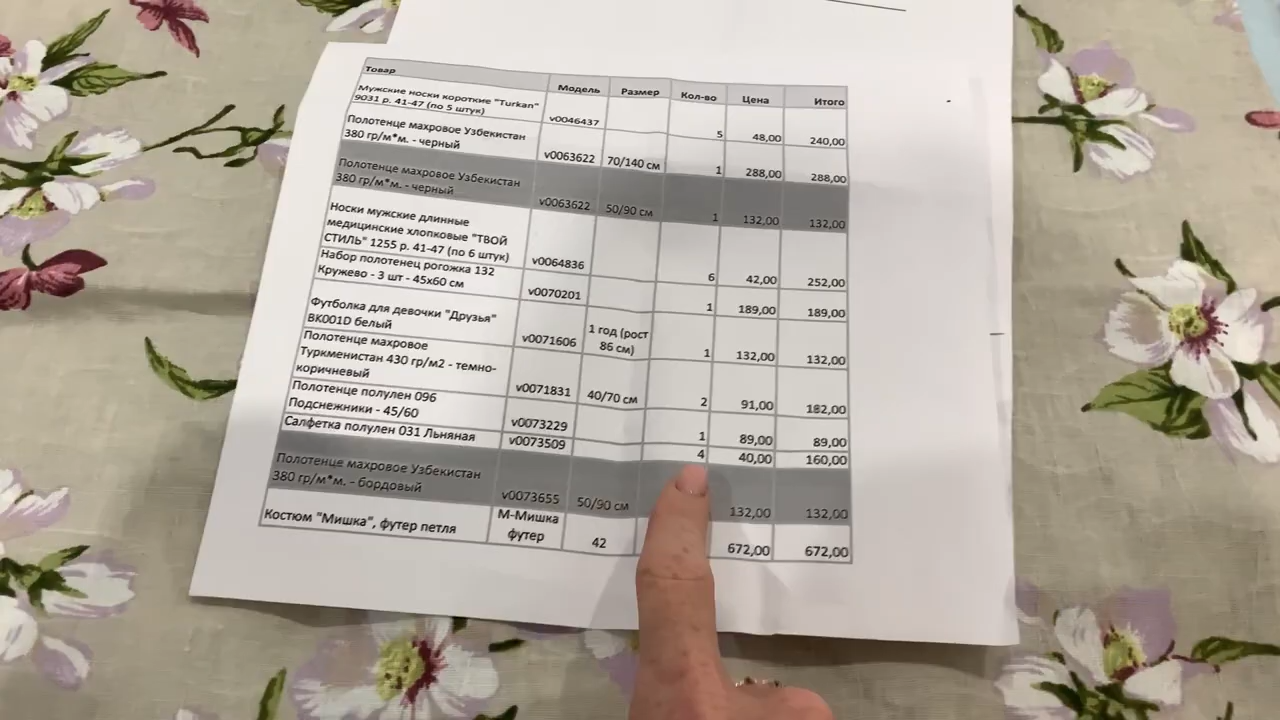 Товар Модель Размер Кол-во Цена Итого
Мужские носки короткие "Turkan"
9031 р. 41-47 (по 5 штук) v0046437 5 48,00 240,00
Полотенце махровое Узбекистан
380 гр/м*м. - черный v0063622 70/140 см 1 288,00 288,00
Полотенце махровое Узбекистан
380 гр/м*м. - черный v0063622 50/90 см 1 132,00 132,00
Носки мужские длинные
медицинские хлопковые "ТВОЙ
СТИЛЬ" 1255 р. 41-47 (по 6 штук) v0064836 6 42,00 252,00
Набор полотенец рогожка 132
Кружево - 3 шт - 45х60 см v0070201 1 189,00 189,00
Футболка для девочки "Друзья" 1 год (рост
BK001D белый v0071606 86 см) 1 132,00 132,00
Полотенце махровое
Туркменистан 430 гр/м2 - темно-
коричневый v0071831 40/70 см 2 91,00 182,00
Полотенце полулен 096
Подснежники - 45/60 v0073229 1 89,00 89,00
Салфетка полулен 031 Льняная v0073509 4 40,00 160,00
Полотенце махровое Узбекистан
380 гр/м*м. - бордовый v0073655 50/90 см 132,00 132,00
М-Мишка
Костюм "Мишка", футер петля футер 42 672,00 672,00